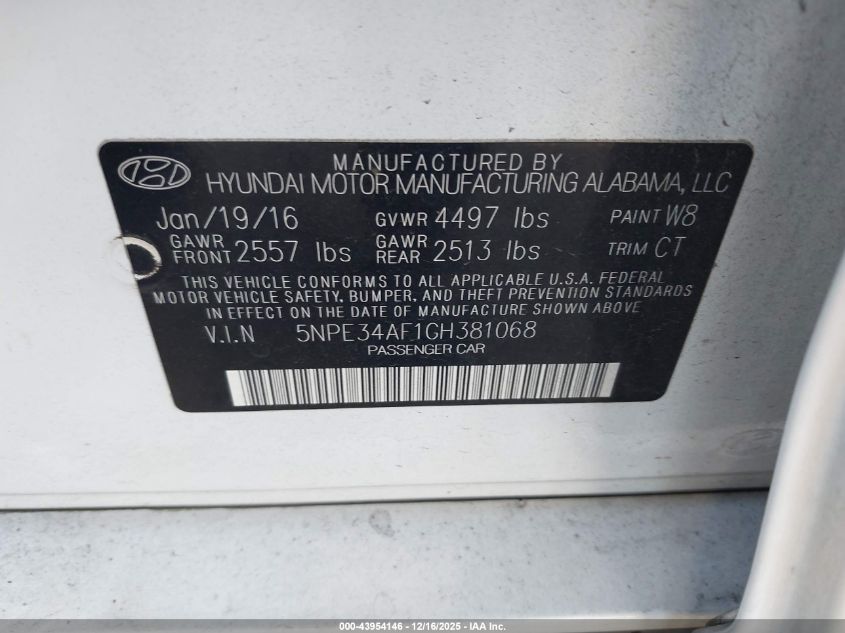 MANUFACTURED BY
HYUNDAI MOTOR MANUFACTURING ALABAMA, LLC
Jan/19/16 GVWR 4497 lbs PAINT W8
GAWR FRONT 2557 lbs GAWR REAR 2513 lbs TRIM CT
THIS VEHICLE CONFORMS TO ALL APPLICABLE U.S.A. FEDERAL
MOTOR VEHICLE SAFETY, BUMPER, AND THEFT PREVENTION STANDARDS
IN EFFECT ON THE DATE OF MANUFACTURE SHOWN ABOVE
V.I.N 5NPE34AF1GH381068
PASSENGER CAR
000-43954146 - 12/16/2025 - IAA Inc.